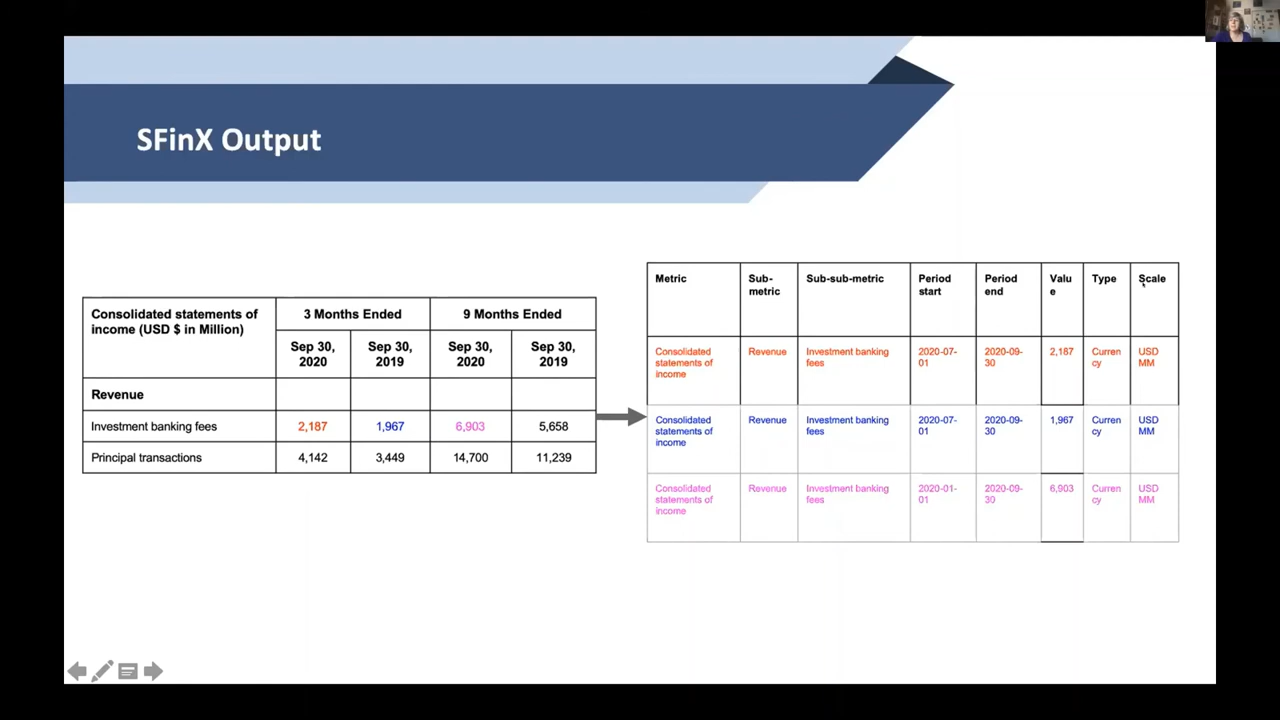 SFinX Output
Consolidated statements of
income (USD $ in Million)
3 Months Ended
9 Months Ended
Sep 30,
2020
Sep 30,
2019
Sep 30,
2020
Sep 30,
2019
Revenue
Investment banking fees
2,187
1,967
6,903
5,658
Principal transactions
4,142
3,449
14,700
11,239
Metric
Sub-
metric
Sub-sub-metric
Period
start
Period
end
Valu
e
Type
Scale
Consolidated
statements of
income
Revenue
Investment banking
fees
2020-07-
01
2020-09-
30
2,187
Curren
cy
USD
MM
Consolidated
statements of
income
Revenue
Investment banking
fees
2020-07-
01
2020-09-
30
1,967
Curren
cy
USD
MM
Consolidated
statements of
income
Revenue
Investment banking
fees
2020-01-
01
2020-09-
30
6,903
Curren
cy
USD
MM